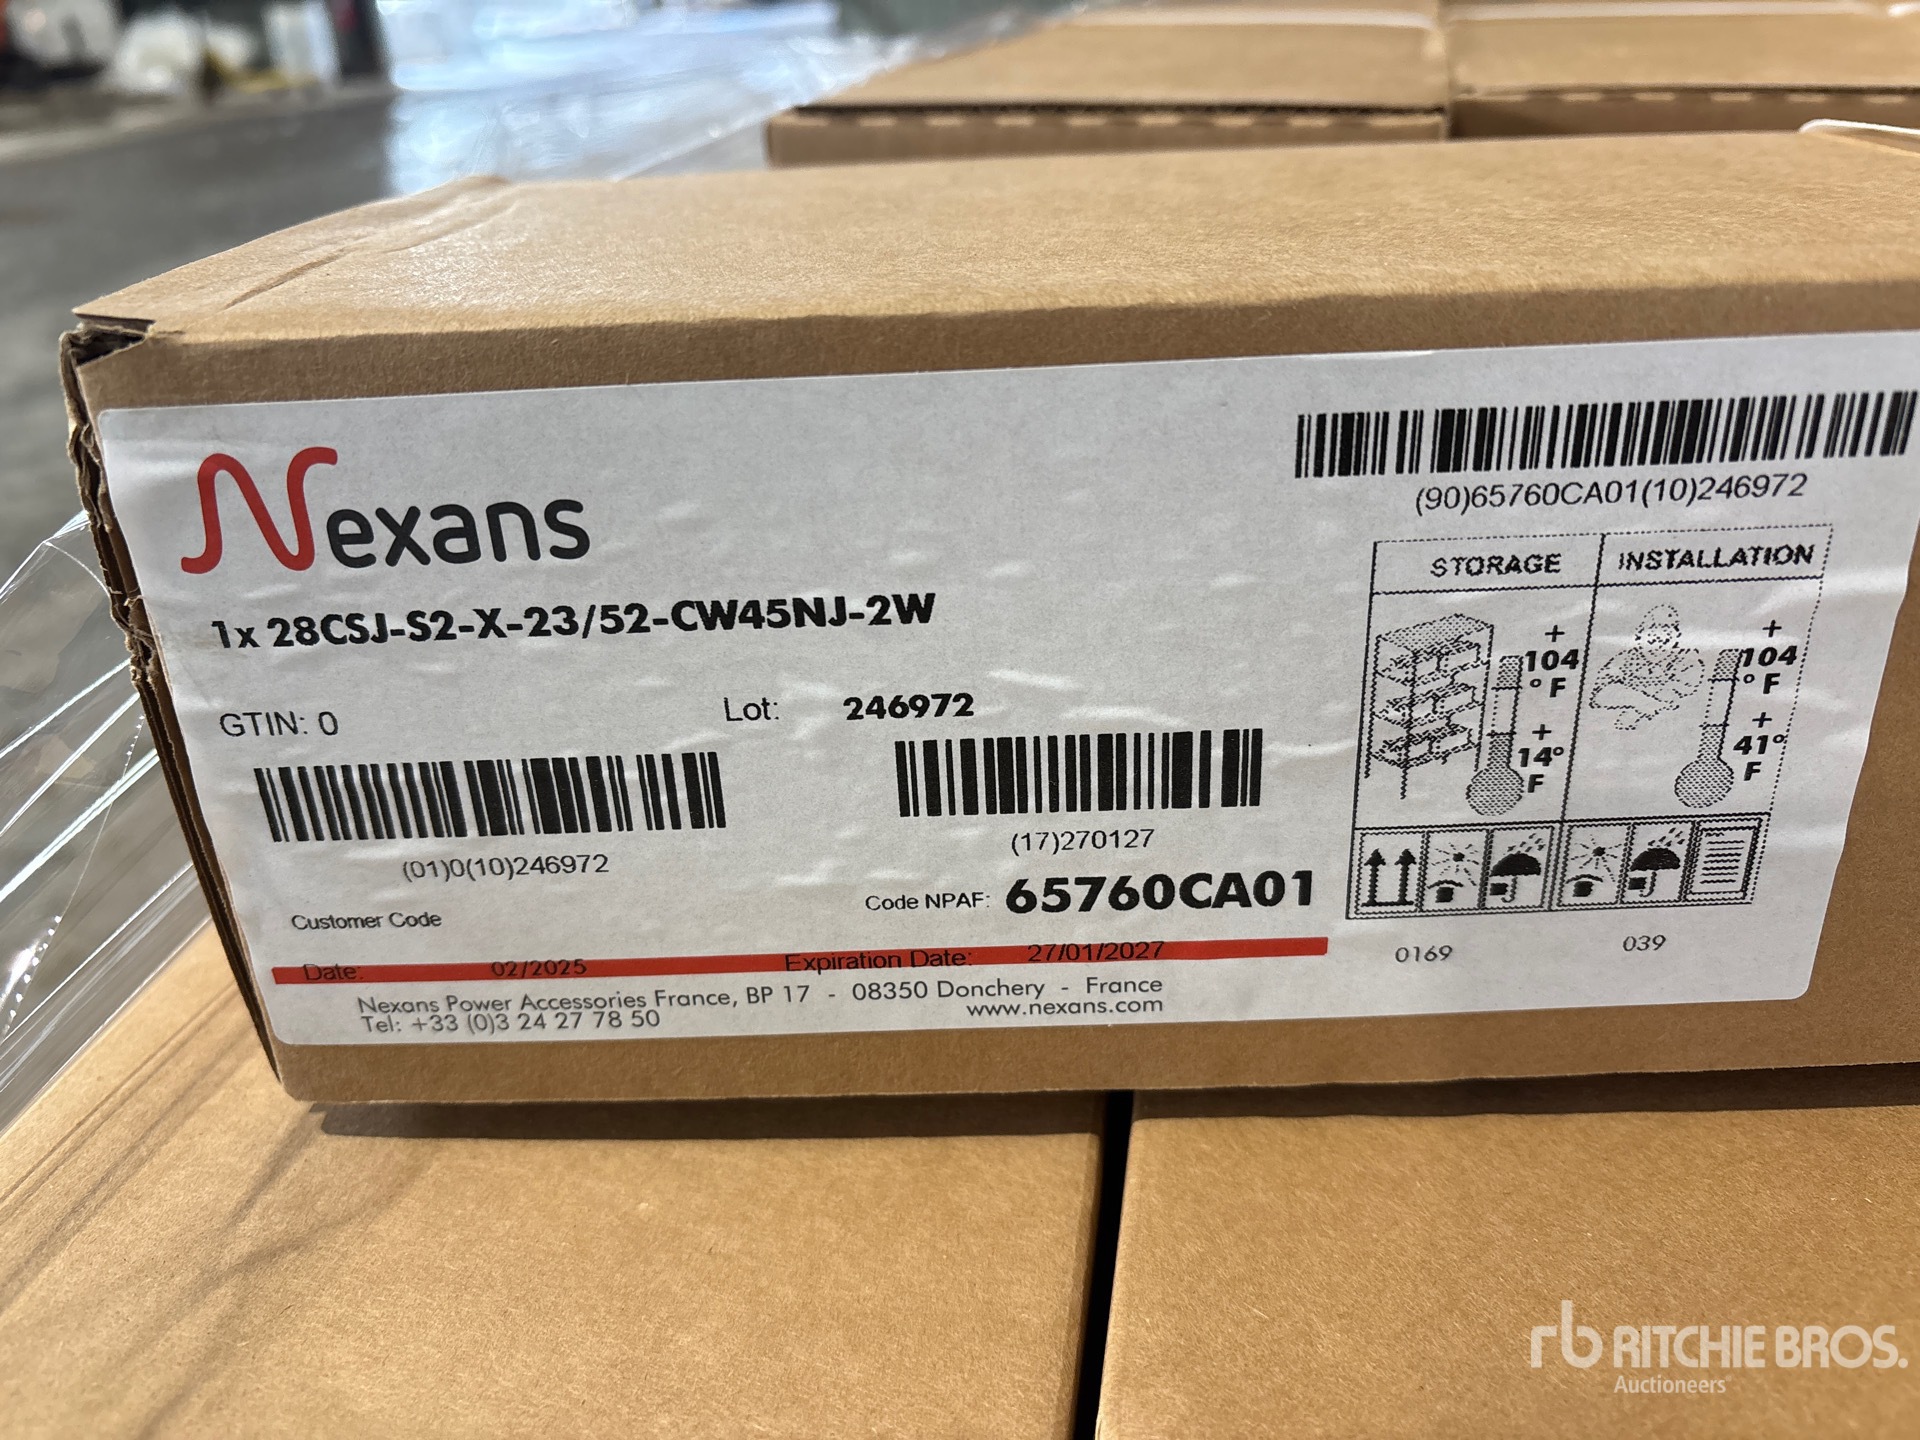 Nexans
1x 28CSJ-S2-X-23/52-CW45NJ-2W
GTIN: 0
Lot: 246972
(01)0(10)246972
(17)270127
Customer Code
Code NPAF: 65760CA01
Date: 02/2025 Expiration Date: 27/01/2027
Nexans Power Accessories France, BP 17 - 08350 Donchery - France
Tel: +33 (0)3 24 27 78 50 www.nexans.com
(90)65760CA01(10)246972
STORAGE INSTALLATION
+ +
104 104
° F ° F
+ +
14° 41°
F F
0169 039
rb RITCHIE BROS.
Auctioneers